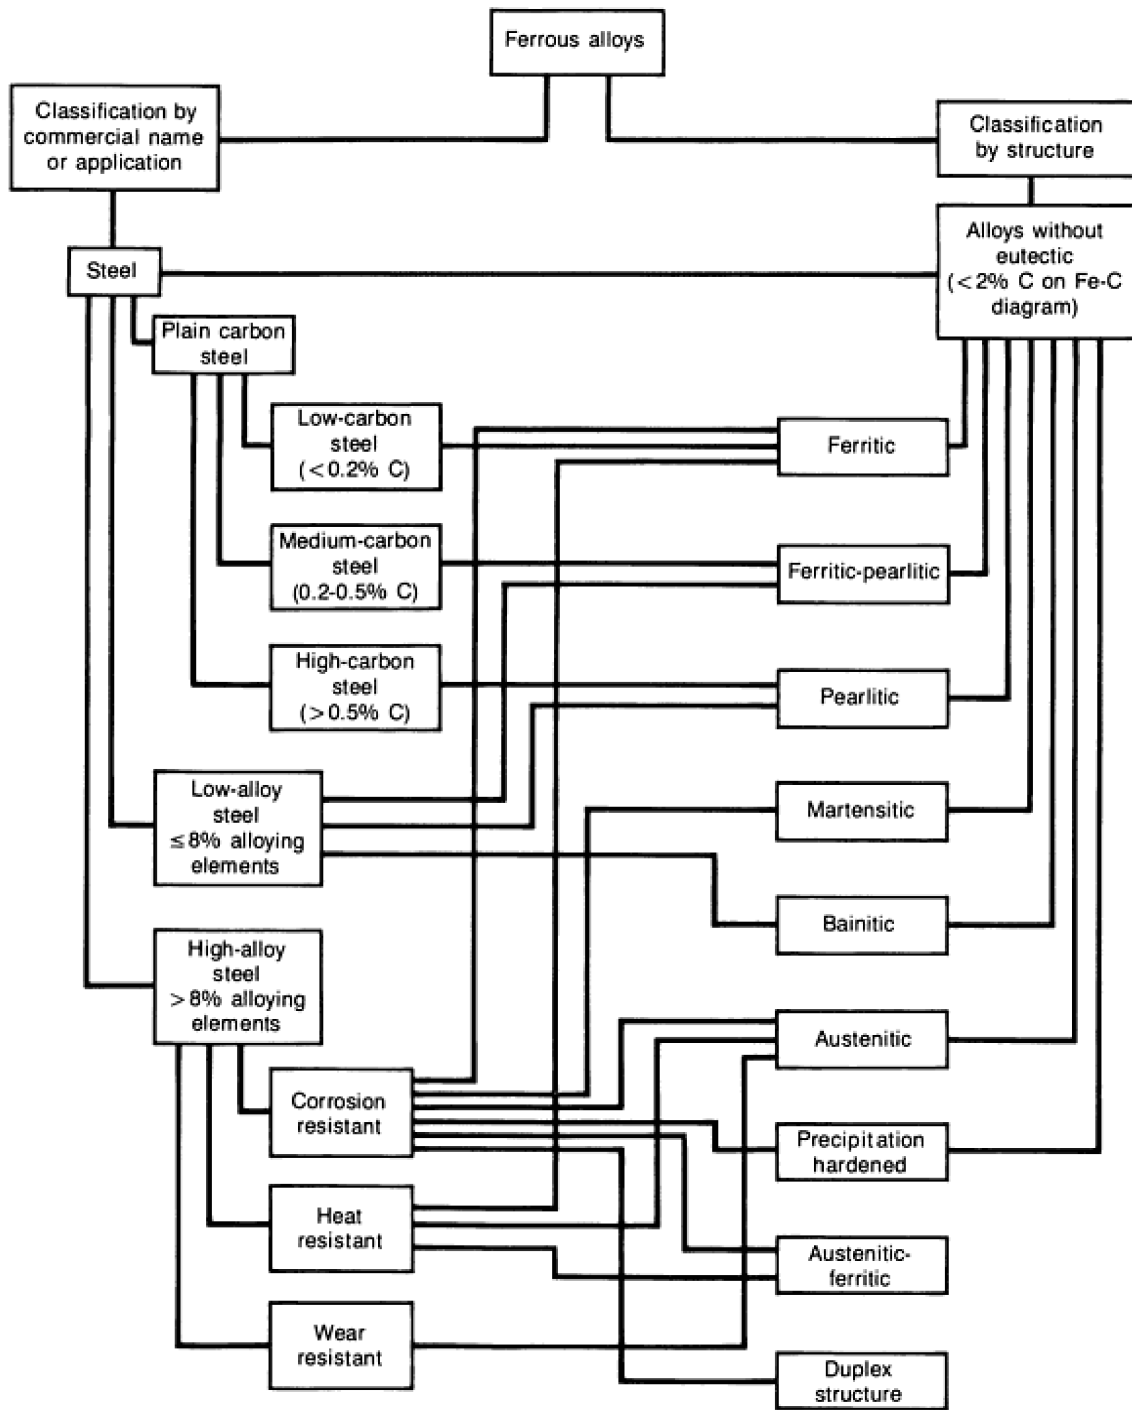 Ferrous alloys
Classification by
commercial name
or application
Classification
by structure
Alloys without
eutectic
(<2% C on Fe-C
diagram)
Steel
Plain carbon
steel
Low-carbon
steel
(<0.2% C)
Ferritic
Medium-carbon
steel
(0.2-0.5% C)
Ferritic-pearlitic
High-carbon
steel
(>0.5% C)
Pearlitic
Low-alloy
steel
≤8% alloying
elements
Martensitic
Bainitic
High-alloy
steel
>8% alloying
elements
Austenitic
Corrosion
resistant
Precipitation
hardened
Heat
resistant
Austenitic-
ferritic
Wear
resistant
Duplex
structure